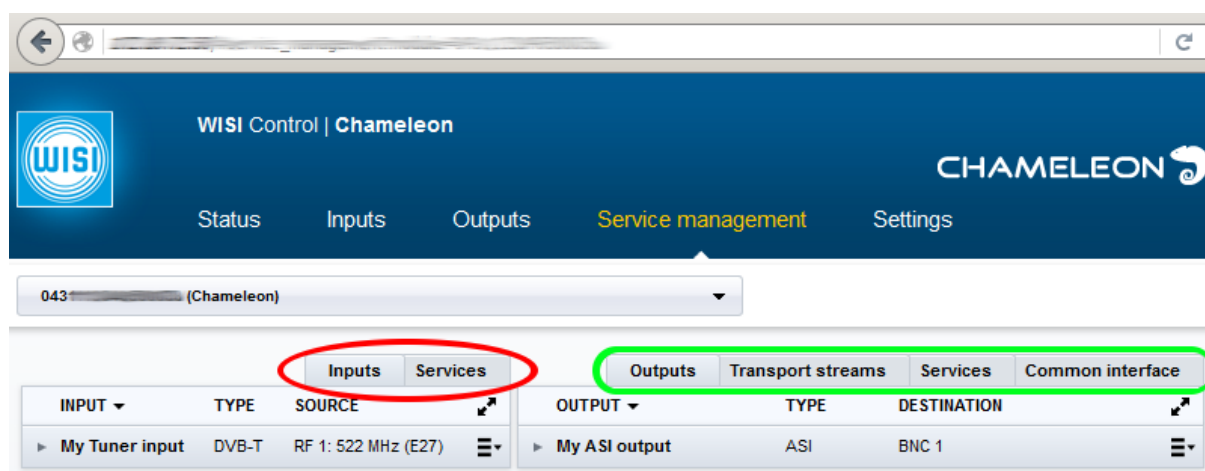 WISI Control | Chameleon
WISI
CHAMELEON
Status Inputs Outputs Service management Settings
043 (Chameleon)
Inputs Services Outputs Transport streams Services Common interface
INPUT TYPE SOURCE OUTPUT TYPE DESTINATION
My Tuner input DVB-T RF 1: 522 MHz (E27) My ASI output ASI BNC 1